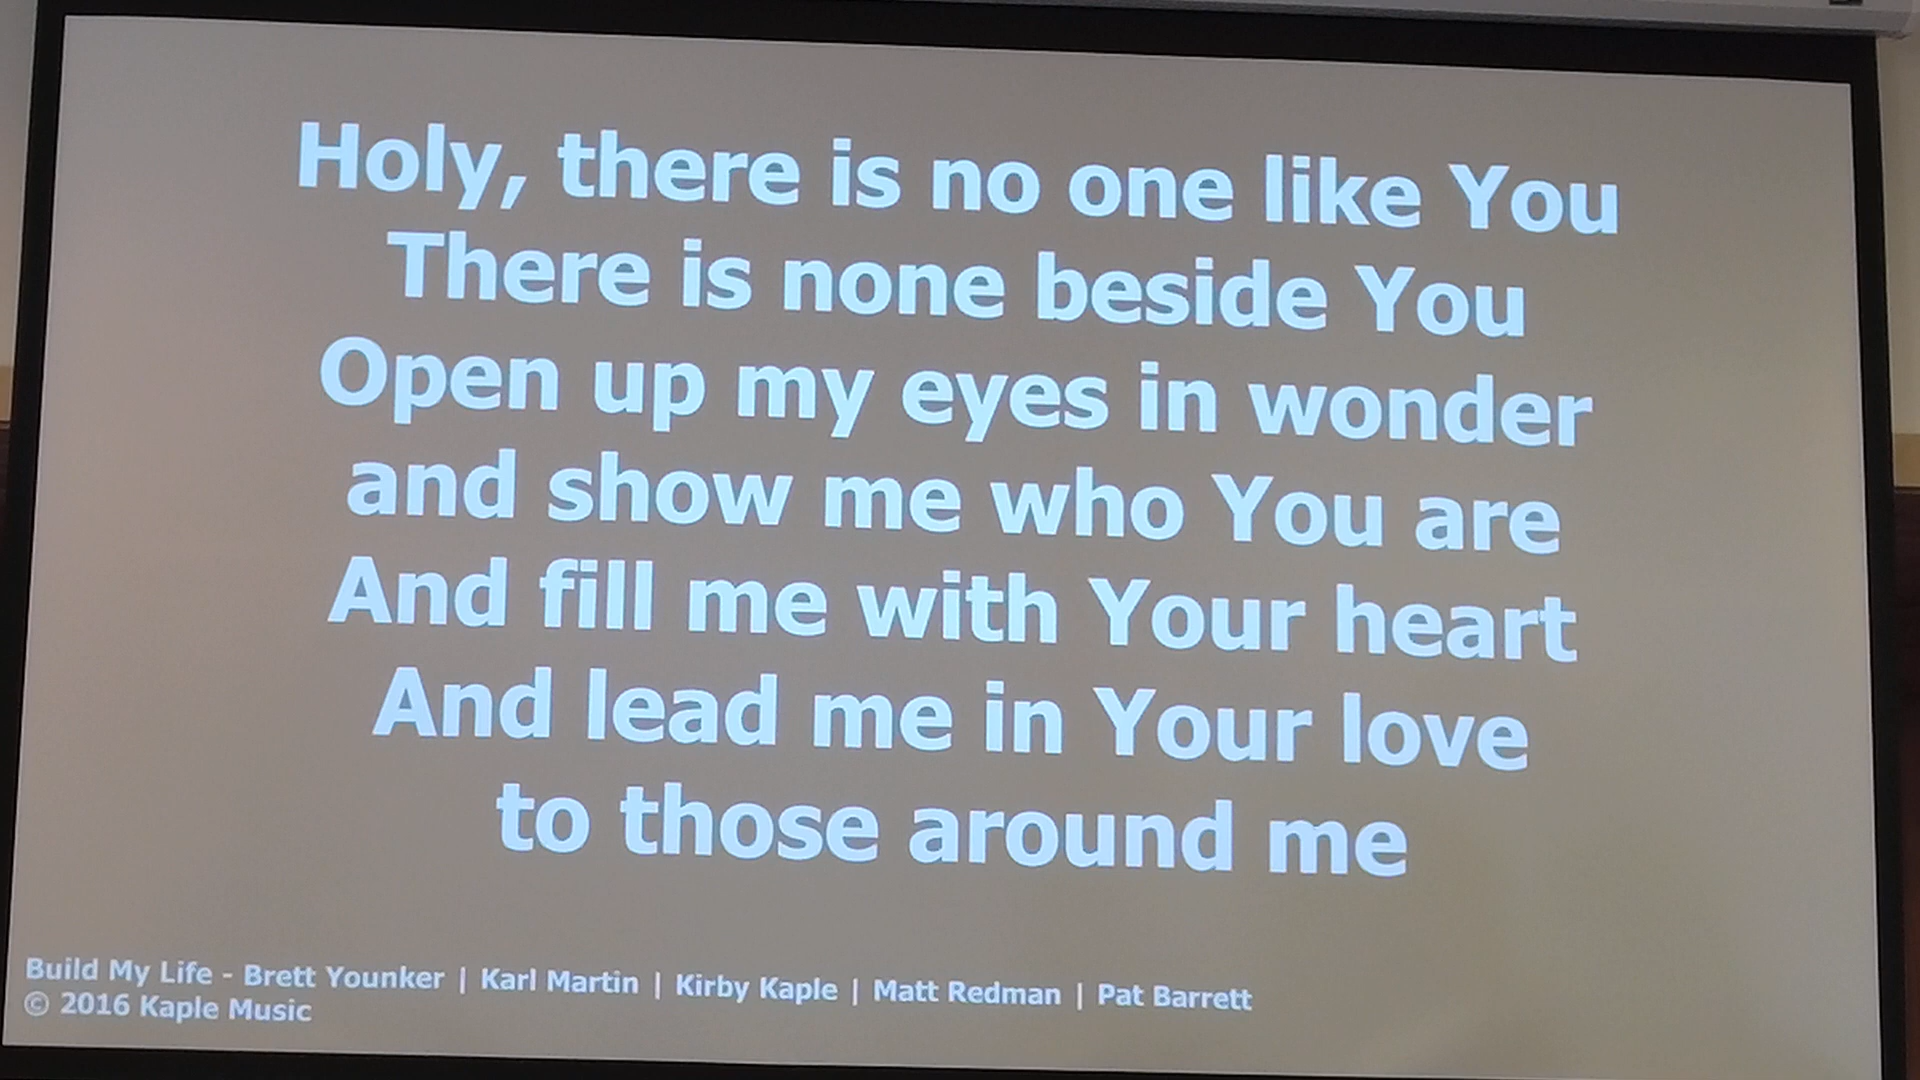 Holy, there is no one like You
There is none beside You
Open up my eyes in wonder
and show me who You are
And fill me with Your heart
And lead me in Your love
to those around me
Build My Life - Brett Younker | Karl Martin | Kirby Kaple | Matt Redman | Pat Barrett
© 2016 Kaple Music